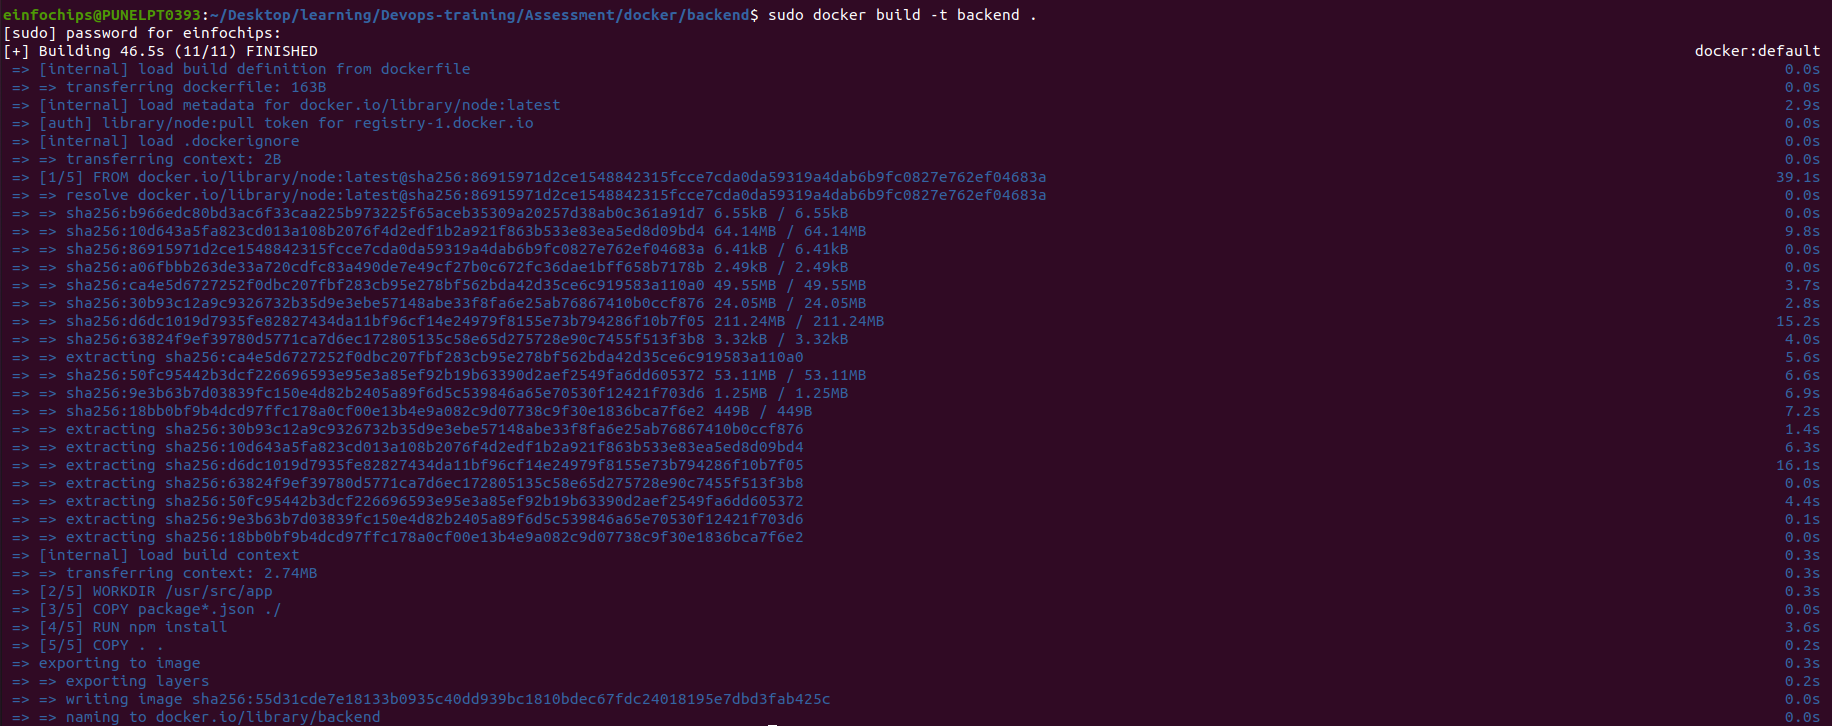 einfochips@PUNELPT0393:~/Desktop/learning/Devops-training/Assessment/docker/backend$ sudo docker build -t backend .
[sudo] password for einfochips:
[+] Building 46.5s (11/11) FINISHED docker:default
=> [internal] load build definition from dockerfile 0.0s
=> => transferring dockerfile: 163B 0.0s
=> [internal] load metadata for docker.io/library/node:latest 2.9s
=> [auth] library/node:pull token for registry-1.docker.io 0.0s
=> [internal] load .dockerignore 0.0s
=> => transferring context: 2B 0.0s
=> [1/5] FROM docker.io/library/node:latest@sha256:86915971d2ce1548842315fcce7cda0da59319a4dab6b9fc0827e762ef04683a 39.1s
=> => resolve docker.io/library/node:latest@sha256:86915971d2ce1548842315fcce7cda0da59319a4dab6b9fc0827e762ef04683a 0.0s
=> => sha256:b966edc80bd3ac6f33caa225b973225f65aceb35309a20257d38ab0c361a91d7 6.55kB / 6.55kB 0.0s
=> => sha256:10d643a5fa823cd013a108b2076f4d2edf1b2a921f863b533e83ea5ed8d09bd4 64.14MB / 64.14MB 9.8s
=> => sha256:86915971d2ce1548842315fcce7cda0da59319a4dab6b9fc0827e762ef04683a 6.41kB / 6.41kB 0.0s
=> => sha256:a06fbbb263de33a720cdfc83a490de7e49cf27b0c672fc36dae1bff658b7178b 2.49kB / 2.49kB 0.0s
=> => sha256:ca4e5d6727252f0dbc207fbf283cb95e278bf562bda42d35ce6c919583a110a0 49.55MB / 49.55MB 3.7s
=> => sha256:30b93c12a9c9326732b35d9e3ebe57148abe33f8fa6e25ab76867410b0ccf876 24.05MB / 24.05MB 2.8s
=> => sha256:d6dc1019d7935fe82827434da11bf96cf14e24979f8155e73b794286f10b7f05 211.24MB / 211.24MB 15.2s
=> => sha256:63824f9ef39780d5771ca7d6ec172805135c58e65d275728e90c7455f513f3b8 3.32kB / 3.32kB 4.0s
=> => extracting sha256:ca4e5d6727252f0dbc207fbf283cb95e278bf562bda42d35ce6c919583a110a0 5.6s
=> => sha256:50fc95442b3dcf226696593e95e3a85ef92b19b63390d2aef2549fa6dd605372 53.11MB / 53.11MB 6.6s
=> => sha256:9e3b63b7d03839fc150e4d82b2405a89f6d5c539846a65e70530f12421f703d6 1.25MB / 1.25MB 6.9s
=> => sha256:18bb0bf9b4dcd97ffc178a0cf00e13b4e9a082c9d07738c9f30e1836bca7f6e2 449B / 449B 7.2s
=> => extracting sha256:30b93c12a9c9326732b35d9e3ebe57148abe33f8fa6e25ab76867410b0ccf876 1.4s
=> => extracting sha256:10d643a5fa823cd013a108b2076f4d2edf1b2a921f863b533e83ea5ed8d09bd4 6.3s
=> => extracting sha256:d6dc1019d7935fe82827434da11bf96cf14e24979f8155e73b794286f10b7f05 16.1s
=> => extracting sha256:63824f9ef39780d5771ca7d6ec172805135c58e65d275728e90c7455f513f3b8 0.0s
=> => extracting sha256:50fc95442b3dcf226696593e95e3a85ef92b19b63390d2aef2549fa6dd605372 4.4s
=> => extracting sha256:9e3b63b7d03839fc150e4d82b2405a89f6d5c539846a65e70530f12421f703d6 0.1s
=> => extracting sha256:18bb0bf9b4dcd97ffc178a0cf00e13b4e9a082c9d07738c9f30e1836bca7f6e2 0.0s
=> [internal] load build context 0.3s
=> => transferring context: 2.74MB 0.3s
=> [2/5] WORKDIR /usr/src/app 0.3s
=> [3/5] COPY package*.json ./ 0.0s
=> [4/5] RUN npm install 3.6s
=> [5/5] COPY . . 0.2s
=> exporting to image 0.3s
=> => exporting layers 0.2s
=> => writing image sha256:55d31cde7e18133b0935c40dd939bc1810bdec67fdc24018195e7dbd3fab425c 0.0s
=> => naming to docker.io/library/backend 0.0s